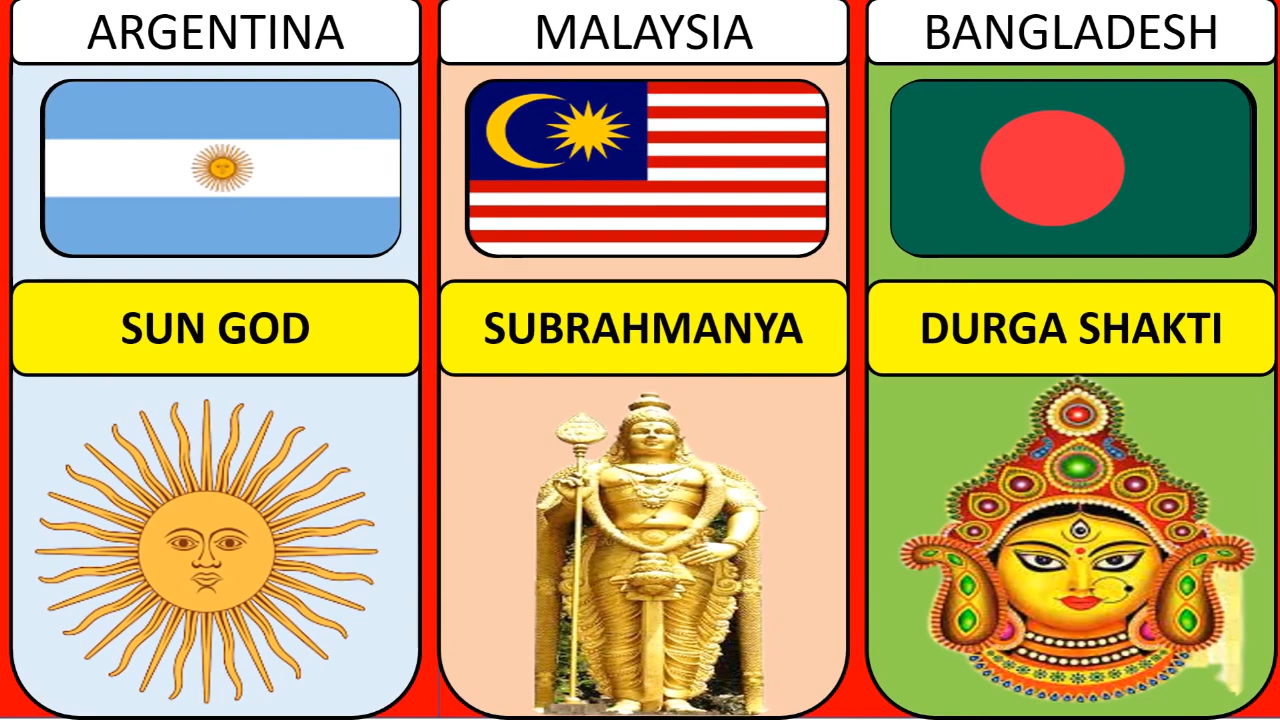 ARGENTINA
MALAYSIA
BANGLADESH
SUN GOD
SUBRAHMANYA
DURGA SHAKTI